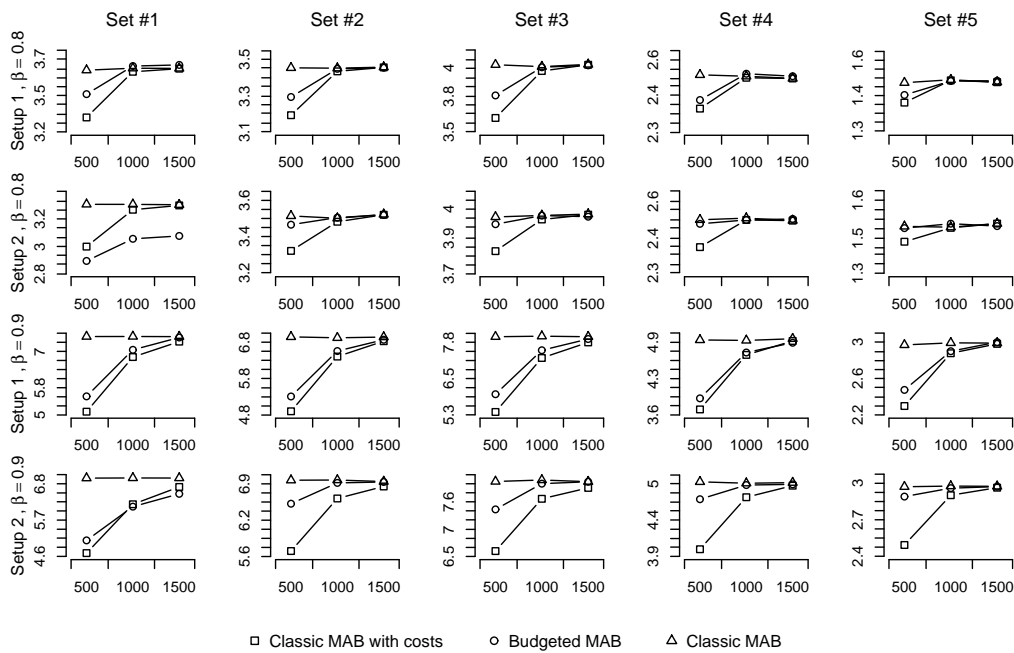 Set #1 Set #2 Set #3 Set #4 Set #5
Setup 1 , β = 0.8
3.2 3.5 3.7
500 1000 1500
3.1 3.3 3.5
500 1000 1500
3.5 3.8 4
500 1000 1500
2.3 2.4 2.6
500 1000 1500
1.3 1.4 1.6
500 1000 1500
Setup 2 , β = 0.8
2.8 3 3.2
500 1000 1500
3.2 3.4 3.6
500 1000 1500
3.7 3.9 4
500 1000 1500
2.3 2.4 2.6
500 1000 1500
1.3 1.5 1.6
500 1000 1500
Setup 1 , β = 0.9
5 5.8 7
500 1000 1500
4.8 5.8 6.8
500 1000 1500
5.3 6.5 7.8
500 1000 1500
3.6 4.3 4.9
500 1000 1500
2.2 2.6 3
500 1000 1500
Setup 2 , β = 0.9
4.6 5.7 6.8
500 1000 1500
5.6 6.2 6.9
500 1000 1500
6.5 7 7.6
500 1000 1500
3.9 4.4 5
500 1000 1500
2.4 2.7 3
500 1000 1500
Classic MAB with costs Budgeted MAB Classic MAB